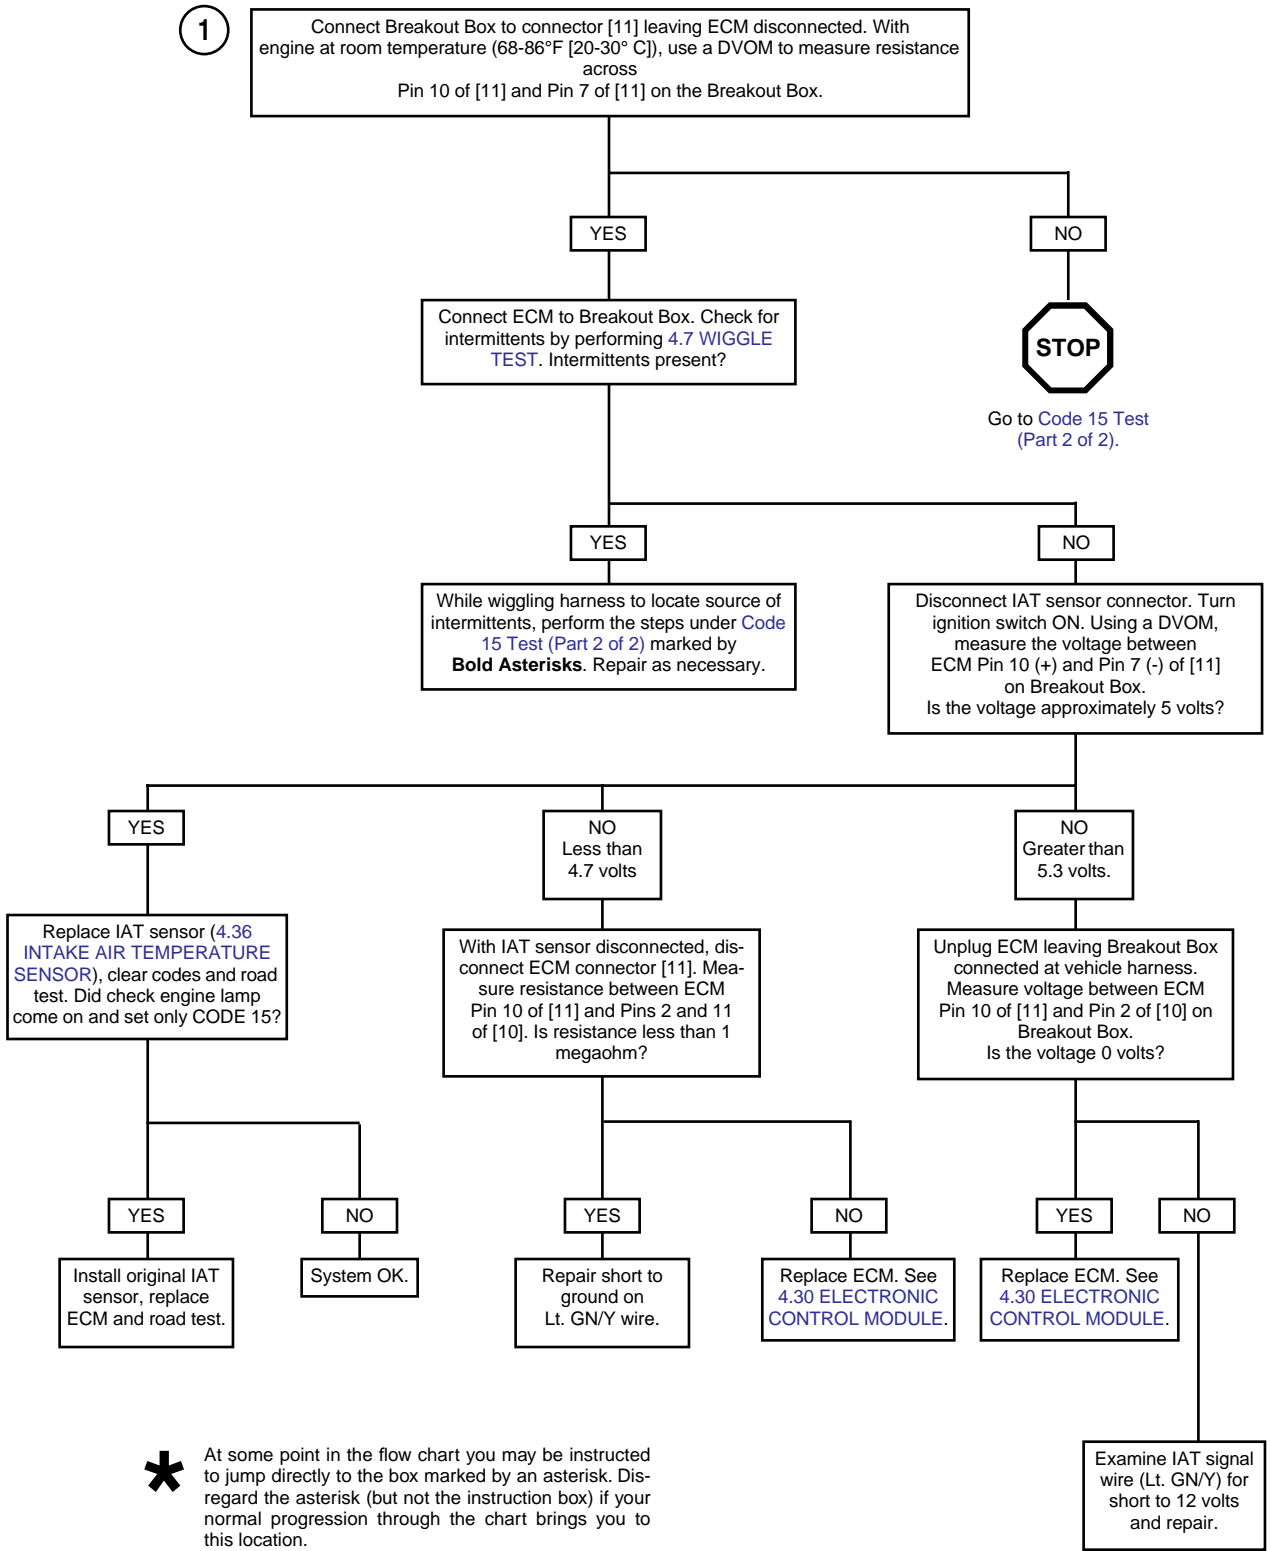 1
Connect Breakout Box to connector [11] leaving ECM disconnected. With
engine at room temperature (68-86°F [20-30° C]), use a DVOM to measure resistance
across
Pin 10 of [11] and Pin 7 of [11] on the Breakout Box.
YES
NO
Connect ECM to Breakout Box. Check for
intermittents by performing 4.7 WIGGLE
TEST. Intermittents present?
STOP
Go to Code 15 Test
(Part 2 of 2).
YES
NO
While wiggling harness to locate source of
intermittents, perform the steps under Code
15 Test (Part 2 of 2) marked by
Bold Asterisks. Repair as necessary.
Disconnect IAT sensor connector. Turn
ignition switch ON. Using a DVOM,
measure the voltage between
ECM Pin 10 (+) and Pin 7 (-) of [11]
on Breakout Box.
Is the voltage approximately 5 volts?
YES
NO
Less than
4.7 volts
NO
Greater than
5.3 volts.
Replace IAT sensor (4.36
INTAKE AIR TEMPERATURE
SENSOR), clear codes and road
test. Did check engine lamp
come on and set only CODE 15?
With IAT sensor disconnected, dis-
connect ECM connector [11]. Mea-
sure resistance between ECM
Pin 10 of [11] and Pins 2 and 11
of [10]. Is resistance less than 1
megaohm?
Unplug ECM leaving Breakout Box
connected at vehicle harness.
Measure voltage between ECM
Pin 10 of [11] and Pin 2 of [10] on
Breakout Box.
Is the voltage 0 volts?
YES
NO
YES
NO
YES
NO
Install original IAT
sensor, replace
ECM and road test.
System OK.
Repair short to
ground on
Lt. GN/Y wire.
Replace ECM. See
4.30 ELECTRONIC
CONTROL MODULE.
Replace ECM. See
4.30 ELECTRONIC
CONTROL MODULE.
Examine IAT signal
wire (Lt. GN/Y) for
short to 12 volts
and repair.
* At some point in the flow chart you may be instructed
to jump directly to the box marked by an asterisk. Dis-
regard the asterisk (but not the instruction box) if your
normal progression through the chart brings you to
this location.